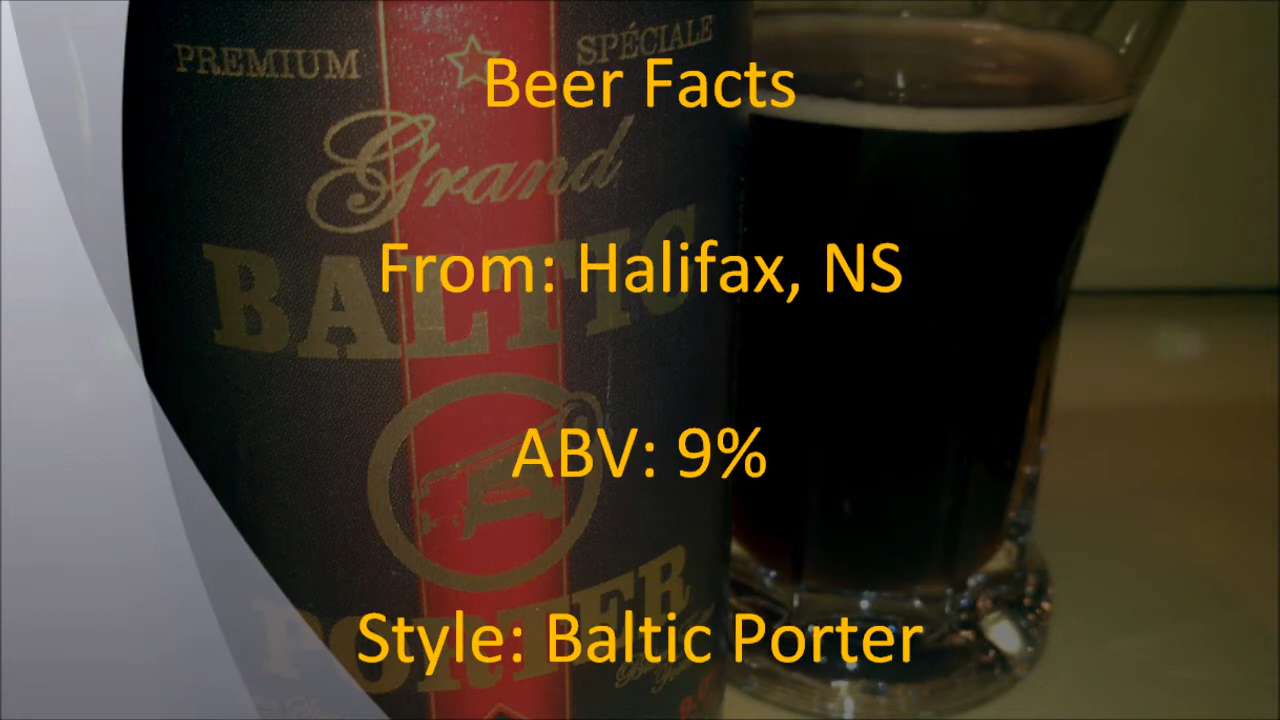 PREMIUM SPÉCIALE
Beer Facts
Grand
BALTIC
From: Halifax, NS
ABV: 9%
PORTER
Style: Baltic Porter